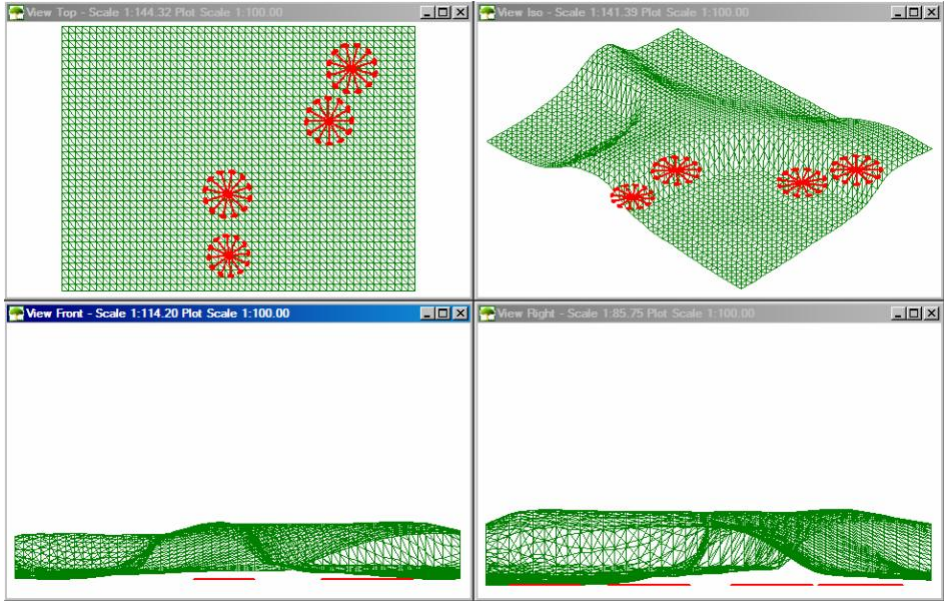 View Top - Scale 1:144.32 Plot Scale 1:100.00
View Iso - Scale 1:141.39 Plot Scale 1:100.00
View Front - Scale 1:114.20 Plot Scale 1:100.00
View Right - Scale 1:85.75 Plot Scale 1:100.00